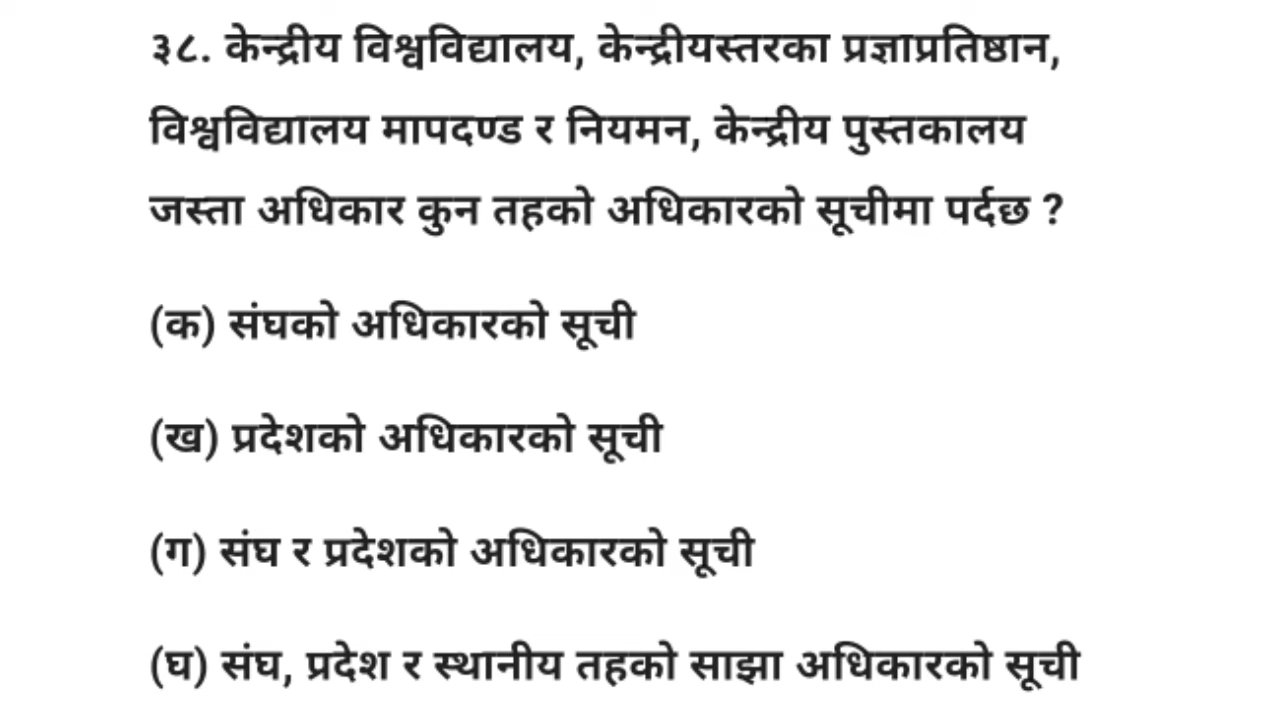 ३८. केन्द्रीय विश्वविद्यालय, केन्द्रीयस्तरका प्रज्ञाप्रतिष्ठान,
विश्वविद्यालय मापदण्ड र नियमन, केन्द्रीय पुस्तकालय
जस्ता अधिकार कुन तहको अधिकारको सूचीमा पर्दछ ?
(क) संघको अधिकारको सूची
(ख) प्रदेशको अधिकारको सूची
(ग) संघ र प्रदेशको अधिकारको सूची
(घ) संघ, प्रदेश र स्थानीय तहको साझा अधिकारको सूची